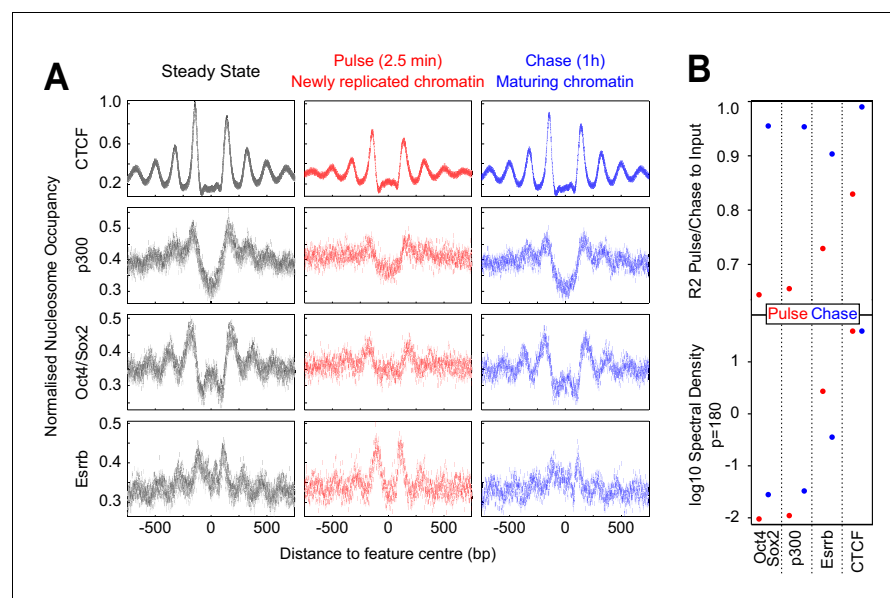 A
B
Steady State
Pulse (2.5 min)
Newly replicated chromatin
Chase (1h)
Maturing chromatin
Normalised Nucleosome Occupancy
CTCF
1.0
0.6
0.2
p300
0.5
0.4
0.3
Oct4/Sox2
0.5
0.4
0.3
Esrrb
0.5
0.4
0.3
-500
0
500
-500
0
500
-500
0
500
Distance to feature centre (bp)
R2 Pulse/Chase to Input
1.0
0.9
0.8
0.7
Pulse Chase
log10 Spectral Density
p=180
1
0
-1
-2
Oct4
Sox2
p300
Esrrb
CTCF